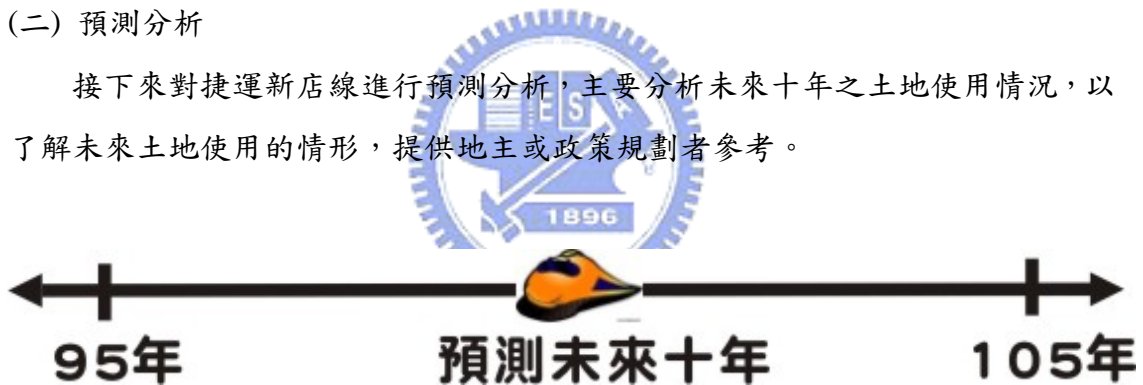 (二) 預測分析
接下來對捷運新店線進行預測分析，主要分析未來十年之土地使用情況，以
了解未來土地使用的情形，提供地主或政策規劃者參考。
ES
1896
95年 預測未來十年 105年